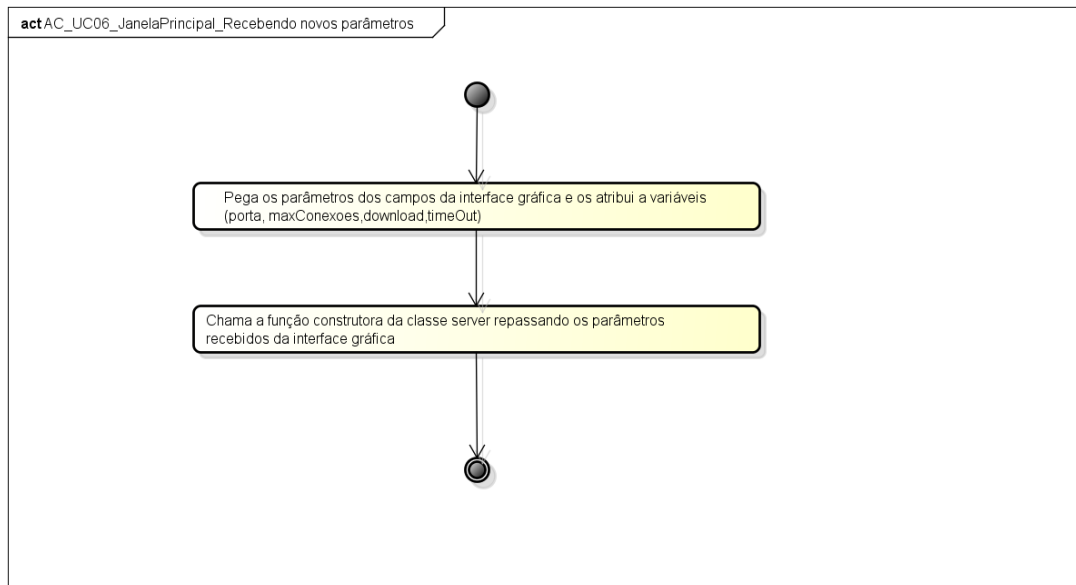 act AC_UC06_JanelaPrincipal_Recebendo novos parâmetros
Pega os parâmetros dos campos da interface gráfica e os atribui a variáveis
(porta, maxConexoes,download,timeOut)
Chama a função construtora da classe server repassando os parâmetros
recebidos da interface gráfica